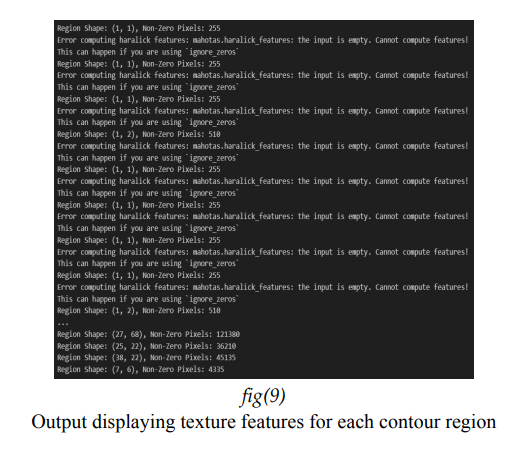 Region Shape: (1, 1), Non-Zero Pixels: 255
Error computing haralick features: mahotas.haralick_features: the input is empty. Cannot compute features!
This can happen if you are using `ignore_zeros`
Region Shape: (1, 1), Non-Zero Pixels: 255
Error computing haralick features: mahotas.haralick_features: the input is empty. Cannot compute features!
This can happen if you are using `ignore_zeros`
Region Shape: (1, 1), Non-Zero Pixels: 255
Error computing haralick features: mahotas.haralick_features: the input is empty. Cannot compute features!
This can happen if you are using `ignore_zeros`
Region Shape: (1, 2), Non-Zero Pixels: 510
Error computing haralick features: mahotas.haralick_features: the input is empty. Cannot compute features!
This can happen if you are using `ignore_zeros`
Region Shape: (1, 1), Non-Zero Pixels: 255
Error computing haralick features: mahotas.haralick_features: the input is empty. Cannot compute features!
This can happen if you are using `ignore_zeros`
Region Shape: (1, 1), Non-Zero Pixels: 255
Error computing haralick features: mahotas.haralick_features: the input is empty. Cannot compute features!
This can happen if you are using `ignore_zeros`
Region Shape: (1, 1), Non-Zero Pixels: 255
Error computing haralick features: mahotas.haralick_features: the input is empty. Cannot compute features!
This can happen if you are using `ignore_zeros`
Region Shape: (1, 1), Non-Zero Pixels: 255
Error computing haralick features: mahotas.haralick_features: the input is empty. Cannot compute features!
This can happen if you are using `ignore_zeros`
Region Shape: (1, 2), Non-Zero Pixels: 510
...
Region Shape: (27, 68), Non-Zero Pixels: 121380
Region Shape: (25, 22), Non-Zero Pixels: 36210
Region Shape: (38, 22), Non-Zero Pixels: 45135
Region Shape: (7, 6), Non-Zero Pixels: 4335
fig(9)
Output displaying texture features for each contour region